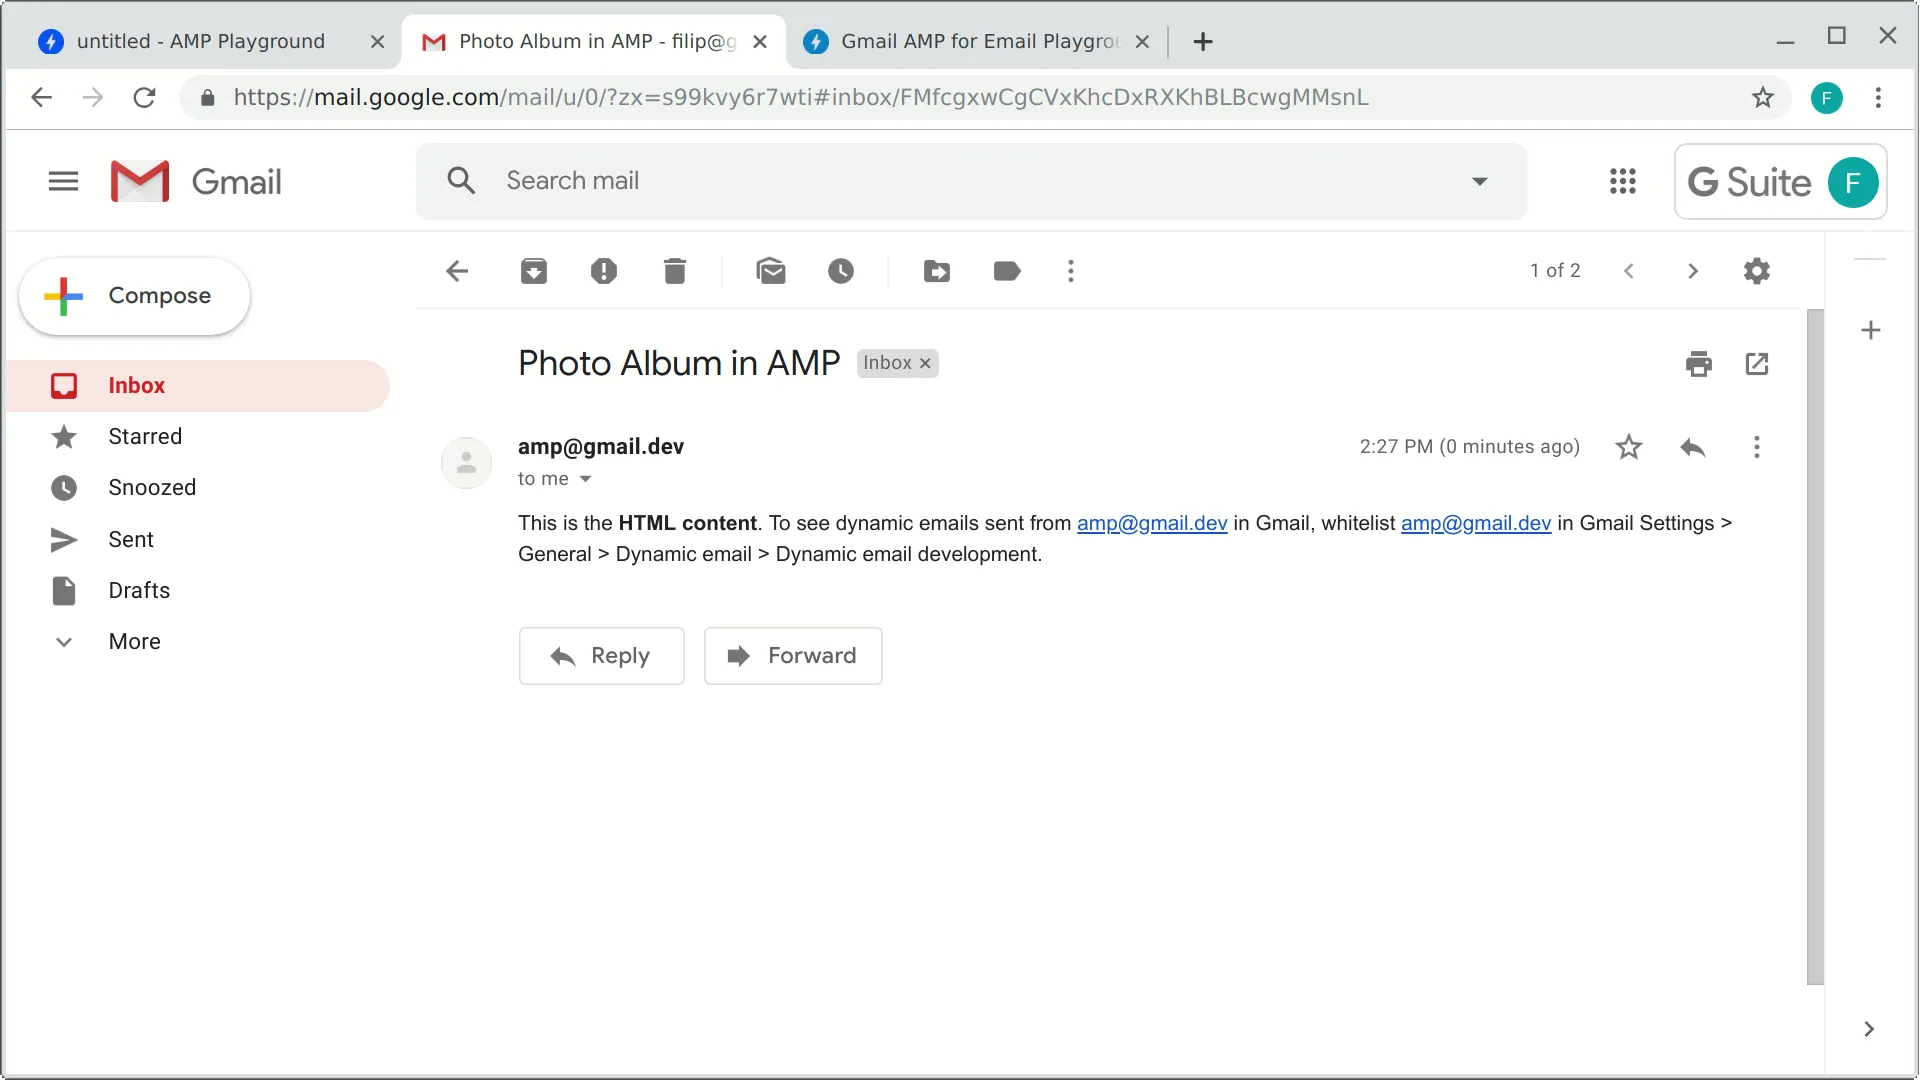 untitled - AMP Playground
Photo Album in AMP - filip@g
Gmail AMP for Email Playgrou
https://mail.google.com/mail/u/0/?zx=s99kvy6r7wti#inbox/FMfcgxwCgCVxKhcDxRXKhBLBcwgMMsnL
F
Gmail
Search mail
G Suite
F
Compose
1 of 2
Inbox
Starred
Snoozed
Sent
Drafts
More
Photo Album in AMP
Inbox
amp@gmail.dev
2:27 PM (0 minutes ago)
to me
This is the HTML content. To see dynamic emails sent from amp@gmail.dev in Gmail, whitelist amp@gmail.dev in Gmail Settings >
General > Dynamic email > Dynamic email development.
Reply
Forward